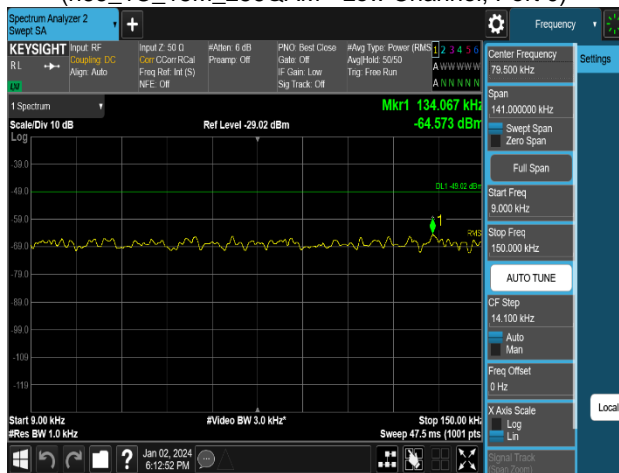 Spectrum Analyzer 2
Swept SA
+
Frequency
KEYSIGHT
RL
LV
Input: RF
Coupling: DC
Align: Auto
Input Z: 50 Ω
Corr CCorr RCal
Freq Ref: Int (S)
NFE: Off
#Atten: 6 dB
Preamp: Off
PNO: Best Close
Gate: Off
IF Gain: Low
Sig Track: Off
#Avg Type: Power (RMS)
Avg|Hold: 50/50
Trig: Free Run
1 2 3 4 5 6
A W W W W W
A N N N N N
Center Frequency
79.500 kHz
Settings
1 Spectrum
Mkr1 134.067 kHz
-64.573 dBm
Scale/Div 10 dB
Ref Level -29.02 dBm
Log
-39.0
-49.0
DL1 -49.02 dBm
-59.0
1
RMS
-69.0
-79.0
-89.0
-99.0
-109
-119
Start 9.00 kHz
#Video BW 3.0 kHz*
Stop 150.00 kHz
#Res BW 1.0 kHz
Sweep 47.5 ms (1001 pts)
Span
141.000000 kHz
Swept Span
Zero Span
Full Span
Start Freq
9.000 kHz
Stop Freq
150.000 kHz
AUTO TUNE
CF Step
14.100 kHz
Auto
Man
Freq Offset
0 Hz
X Axis Scale
Log
Lin
Local
Signal Track
(Span Zoom)
?
Jan 02, 2024
6:12:52 PM